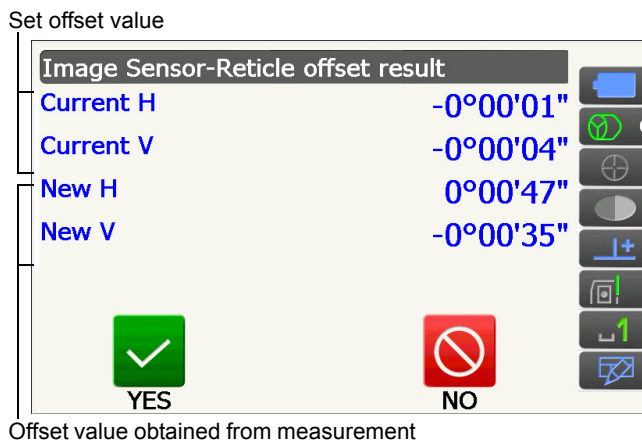 Set offset value
Image Sensor-Reticle offset result
Current H -0°00'01"
Current V -0°00'04"
New H 0°00'47"
New V -0°00'35"
YES NO
Offset value obtained from measurement